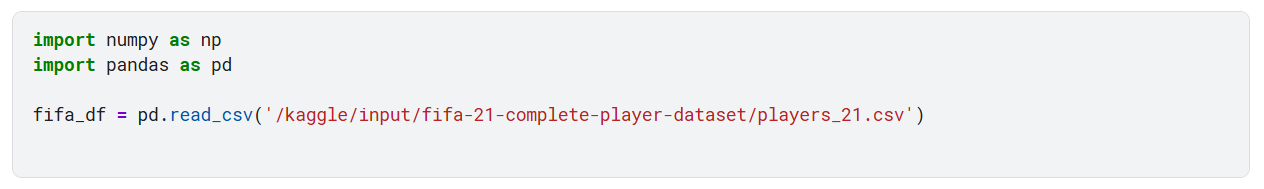 import numpy as np
import pandas as pd
fifa_df = pd.read_csv('/kaggle/input/fifa-21-complete-player-dataset/players_21.csv')